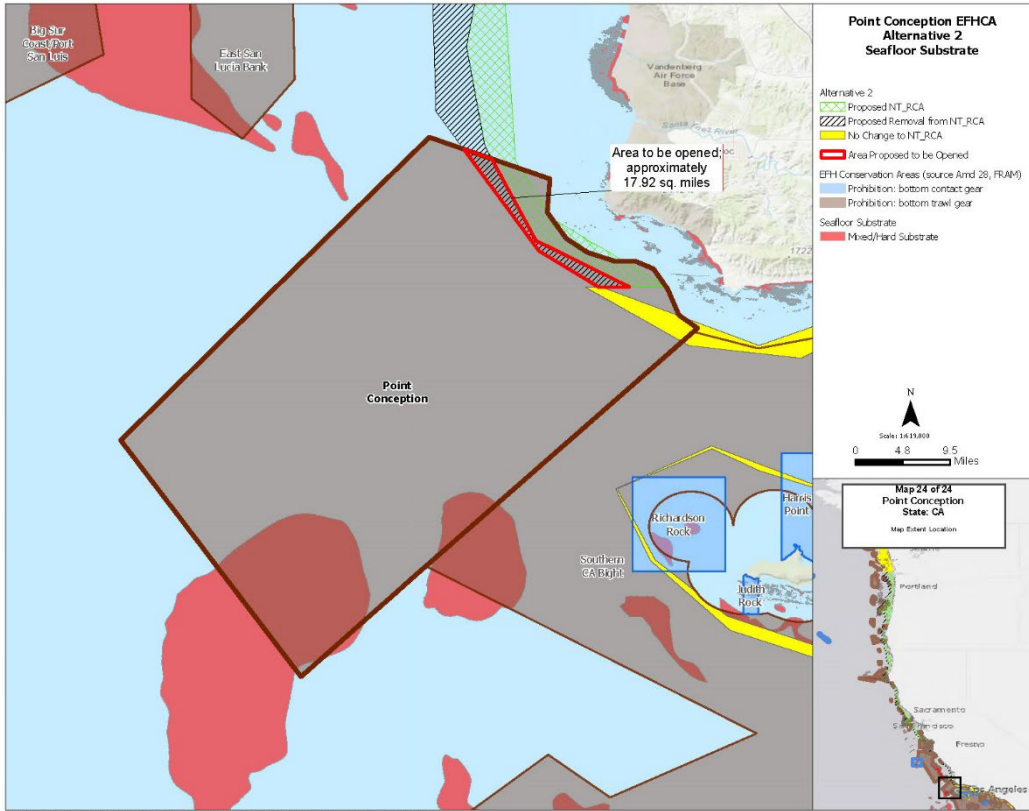 Big Sur
Coast/Port
San Luis
East San
Lucia Bank
Vandenberg
Air Force
Base
Area to be opened;
approximately
17.92 sq. miles
1722
Point
Conception
Richardson
Rock
Harris
Point
Southern
CA Bight
Judith
Rock
Point Conception EFHCA
Alternative 2
Seafloor Substrate
Alternative 2
Proposed NT_RCA
Proposed Removal from NT_RCA
No Change to NT_RCA
Area Proposed to be Opened
EFH Conservation Areas (source Amd 28, FRAM)
Prohibition: bottom contact gear
Prohibition: bottom trawl gear
Seafloor Substrate
Mixed/Hard Substrate
N
Scale: 1:619,800
0 4.8 9.5
Miles
Map 24 of 24
Point Conception
State: CA
Map Extent Location
Portland
Sacramento
San Francisco
Fresno
Los Angeles